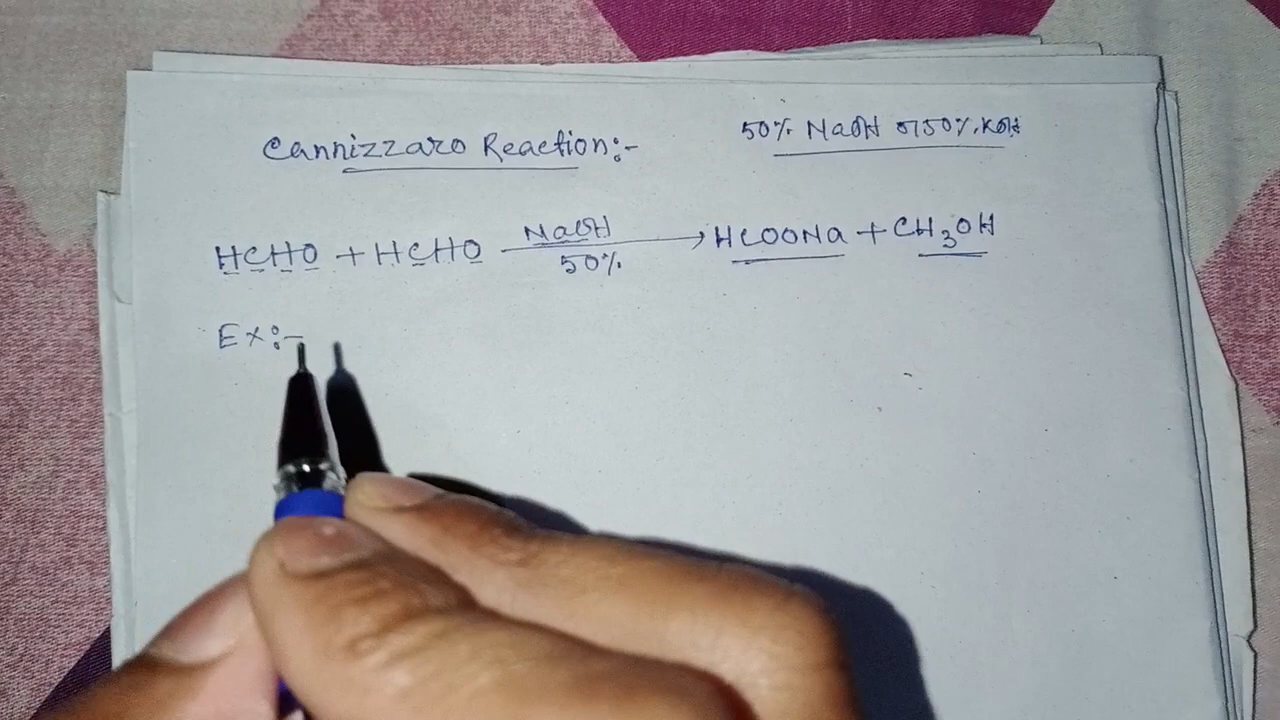 Cannizzaro Reaction:-
50% NaOH or 50% KOH
HCHO + HCHO NaOH 50% → HCOONa + CH3OH
Ex:-